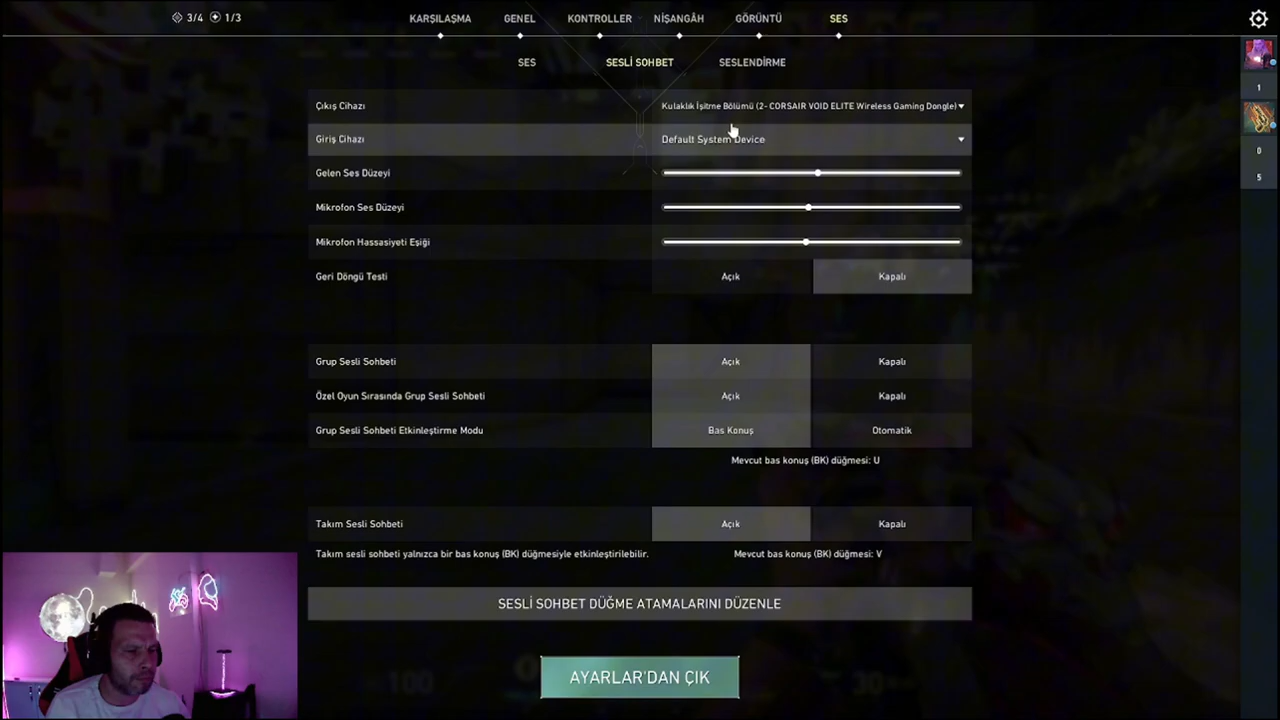 3/4 1/3
KARŞILAŞMA GENEL KONTROLLER NİŞANGÂH GÖRÜNTÜ SES
SES SESLİ SOHBET SESLENDİRME
Çıkış Cihazı Kulaklık İşitme Bölümü (2- CORSAIR VOID ELITE Wireless Gaming Dongle)
1
Giriş Cihazı Default System Device
0
Gelen Ses Düzeyi
5
Mikrofon Ses Düzeyi
Mikrofon Hassasiyeti Eşiği
Geri Döngü Testi Açık Kapalı
Grup Sesli Sohbeti Açık Kapalı
Özel Oyun Sırasında Grup Sesli Sohbeti Açık Kapalı
Grup Sesli Sohbeti Etkinleştirme Modu Bas Konuş Otomatik
Mevcut bas konuş (BK) düğmesi: U
Takım Sesli Sohbeti Açık Kapalı
Takım sesli sohbeti yalnızca bir bas konuş (BK) düğmesiyle etkinleştirilebilir. Mevcut bas konuş (BK) düğmesi: V
SESLİ SOHBET DÜĞME ATAMALARINI DÜZENLE
AYARLAR'DAN ÇIK
100 30